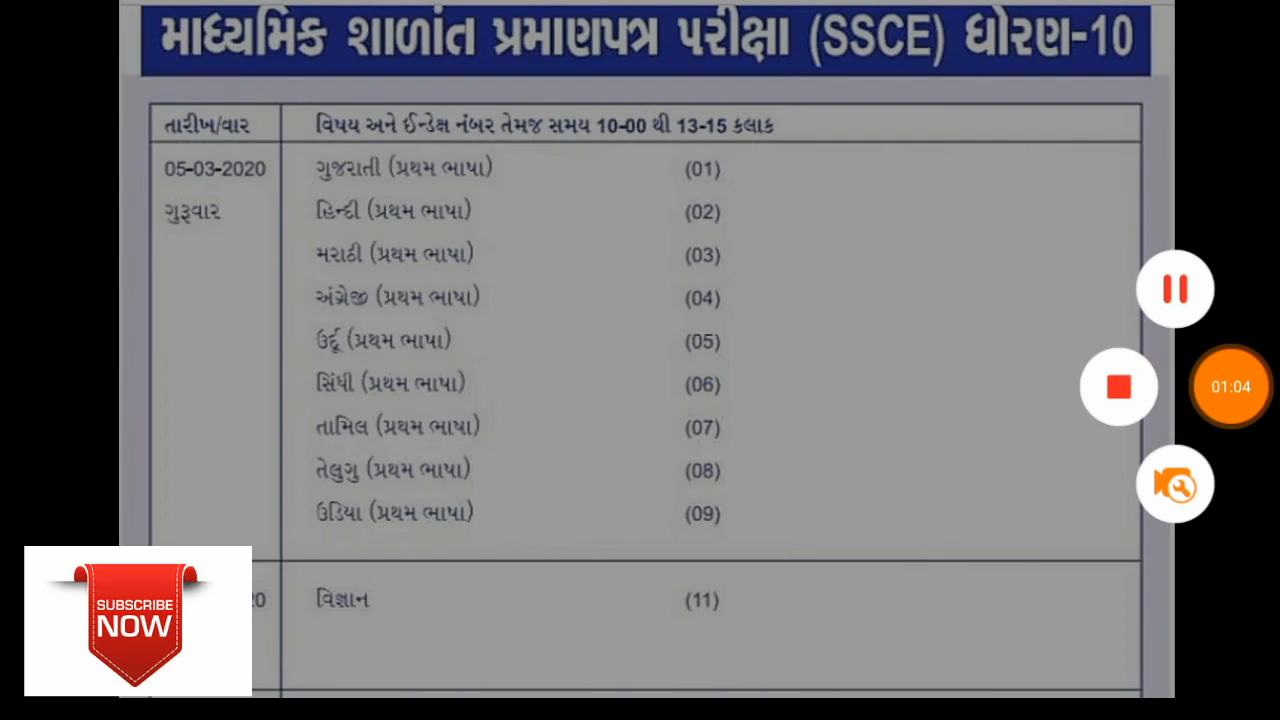 માધ્યમિક શાળાંત પ્રમાણપત્ર પરીક્ષા (SSCE) ધોરણ-10
તારીખ/વાર વિષય અને ઈન્ડેક્ષ નંબર તેમજ સમય 10-00 થી 13-15 કલાક
05-03-2020 ગુજરાતી (પ્રથમ ભાષા) (01)
ગુરૂવાર હિન્દી (પ્રથમ ભાષા) (02)
મરાઠી (પ્રથમ ભાષા) (03)
અંગ્રેજી (પ્રથમ ભાષા) (04)
ઉર્દૂ (પ્રથમ ભાષા) (05)
સિંધી (પ્રથમ ભાષા) (06)
તામિલ (પ્રથમ ભાષા) (07)
તેલુગુ (પ્રથમ ભાષા) (08)
ઉડિયા (પ્રથમ ભાષા) (09)
વિજ્ઞાન (11)
SUBSCRIBE
NOW
01:04